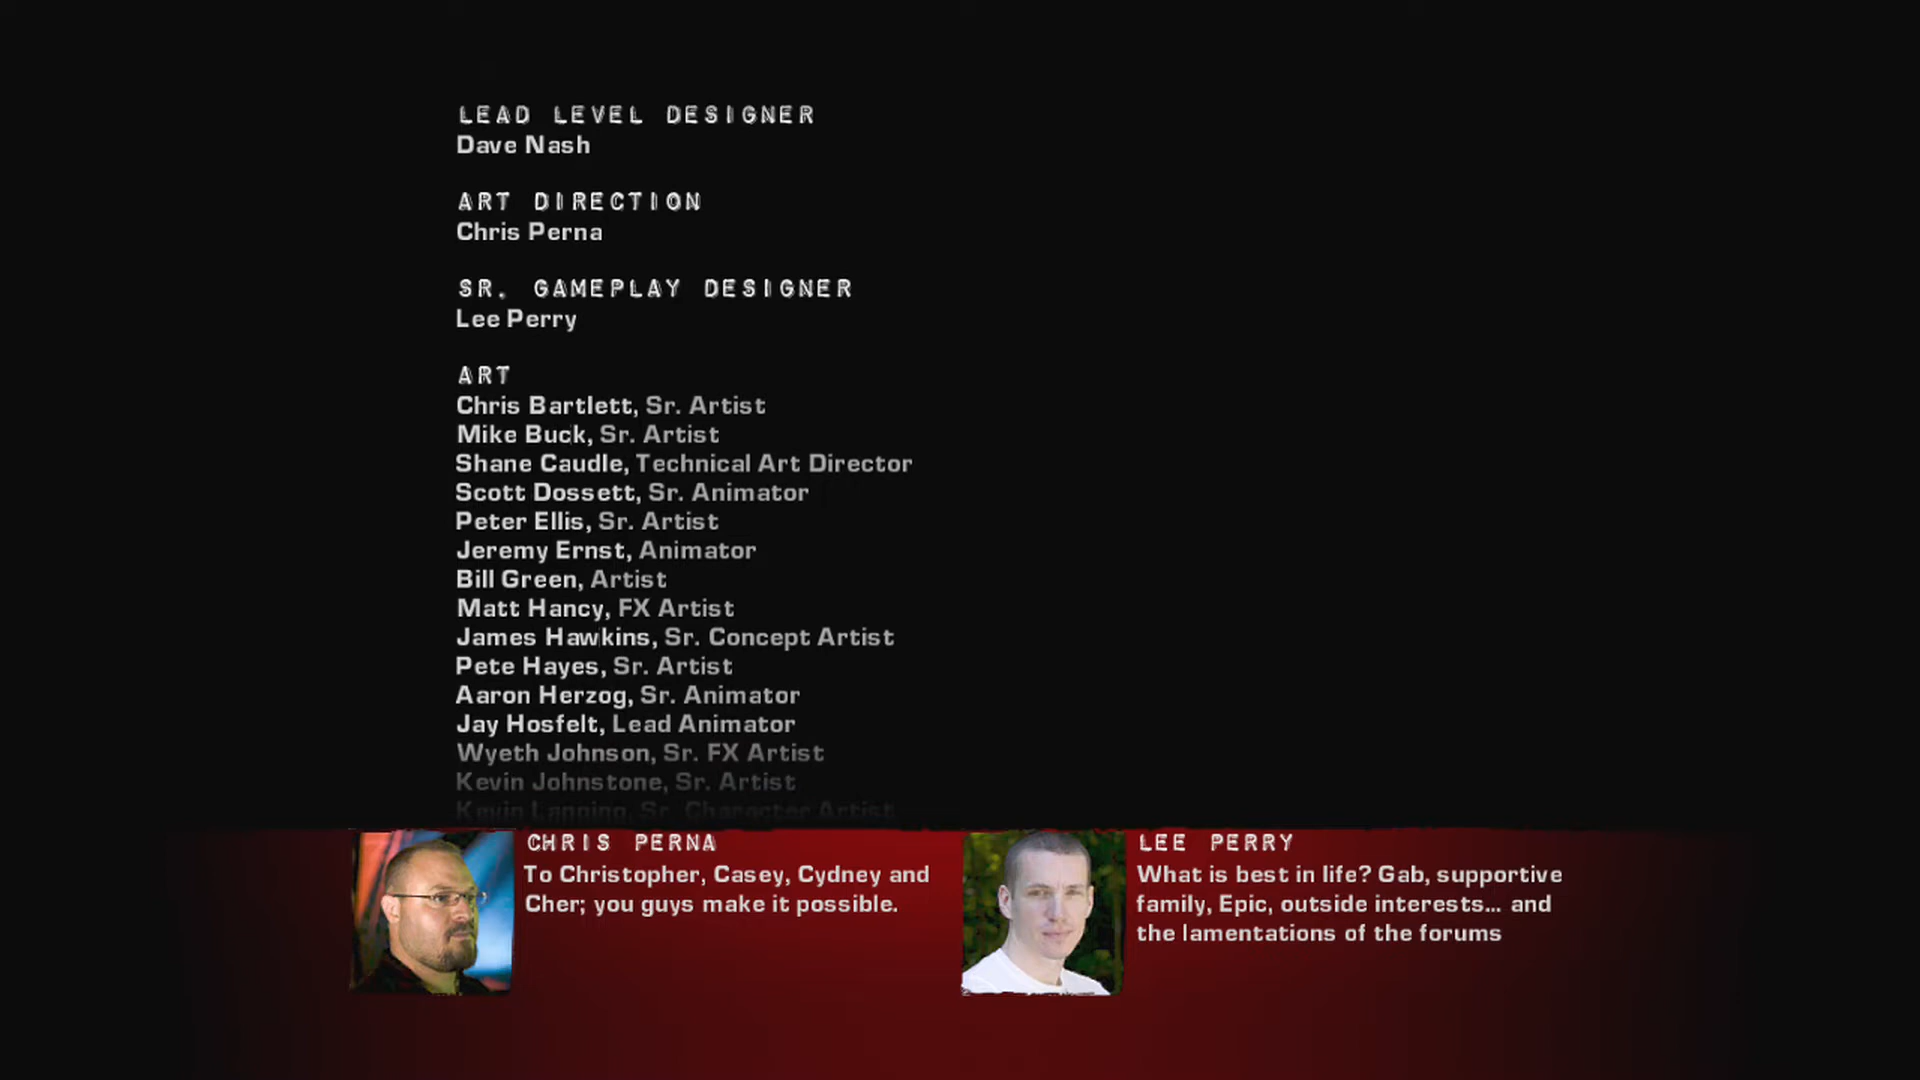 LEAD LEVEL DESIGNER
Dave Nash
ART DIRECTION
Chris Perna
SR. GAMEPLAY DESIGNER
Lee Perry
ART
Chris Bartlett, Sr. Artist
Mike Buck, Sr. Artist
Shane Caudle, Technical Art Director
Scott Dossett, Sr. Animator
Peter Ellis, Sr. Artist
Jeremy Ernst, Animator
Bill Green, Artist
Matt Hancy, FX Artist
James Hawkins, Sr. Concept Artist
Pete Hayes, Sr. Artist
Aaron Herzog, Sr. Animator
Jay Hosfelt, Lead Animator
Wyeth Johnson, Sr. FX Artist
Kevin Johnstone, Sr. Artist
Kevin Lanning, Sr. Character Artist
CHRIS PERNA
To Christopher, Casey, Cydney and
Cher; you guys make it possible.
LEE PERRY
What is best in life? Gab, supportive
family, Epic, outside interests... and
the lamentations of the forums